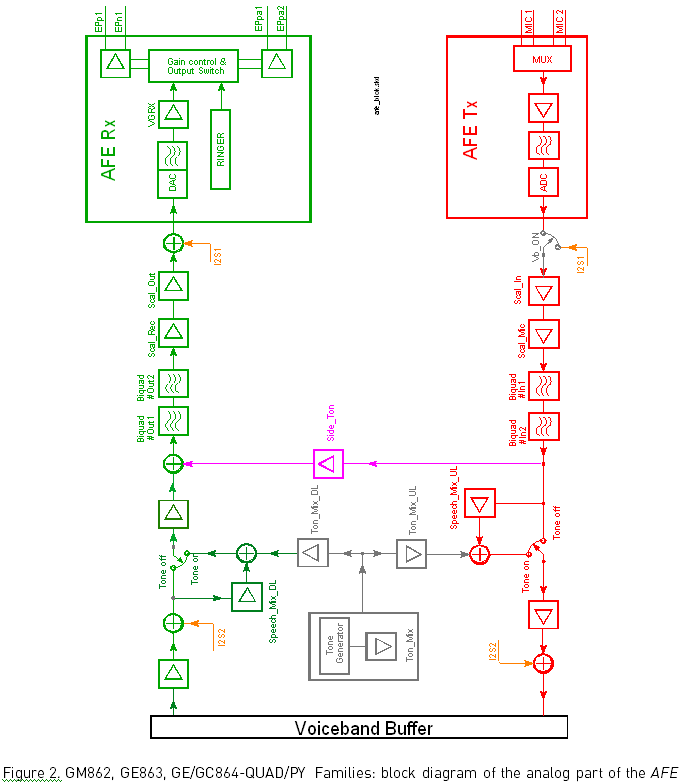 EPp1
EPn1
EPpa1
EPpa2
MIC 1
MIC 2
Gain control &
Output Switch
MUX
afe_blok.dsd
VGRX
RINGER
AFE Rx
AFE Tx
DAC
ADC
Vb_ON
I2S1
I2S1
Scal_Out
Scal_In
Scal_Rec
Scal_Mic
Biquad
#Out2
Biquad
#In1
Biquad
#Out1
Side_Ton
Biquad
#In2
Ton_Mix_DL
Ton_Mix_UL
Speech_Mix_UL
Tone off
Tone off
Tone on
Tone on
Speech_Mix_DL
I2S2
Tone
Generator
Ton_Mix
I2S2
Voiceband Buffer
Figure 2. GM862, GE863, GE/GC864-QUAD/PY Families: block diagram of the analog part of the AFE